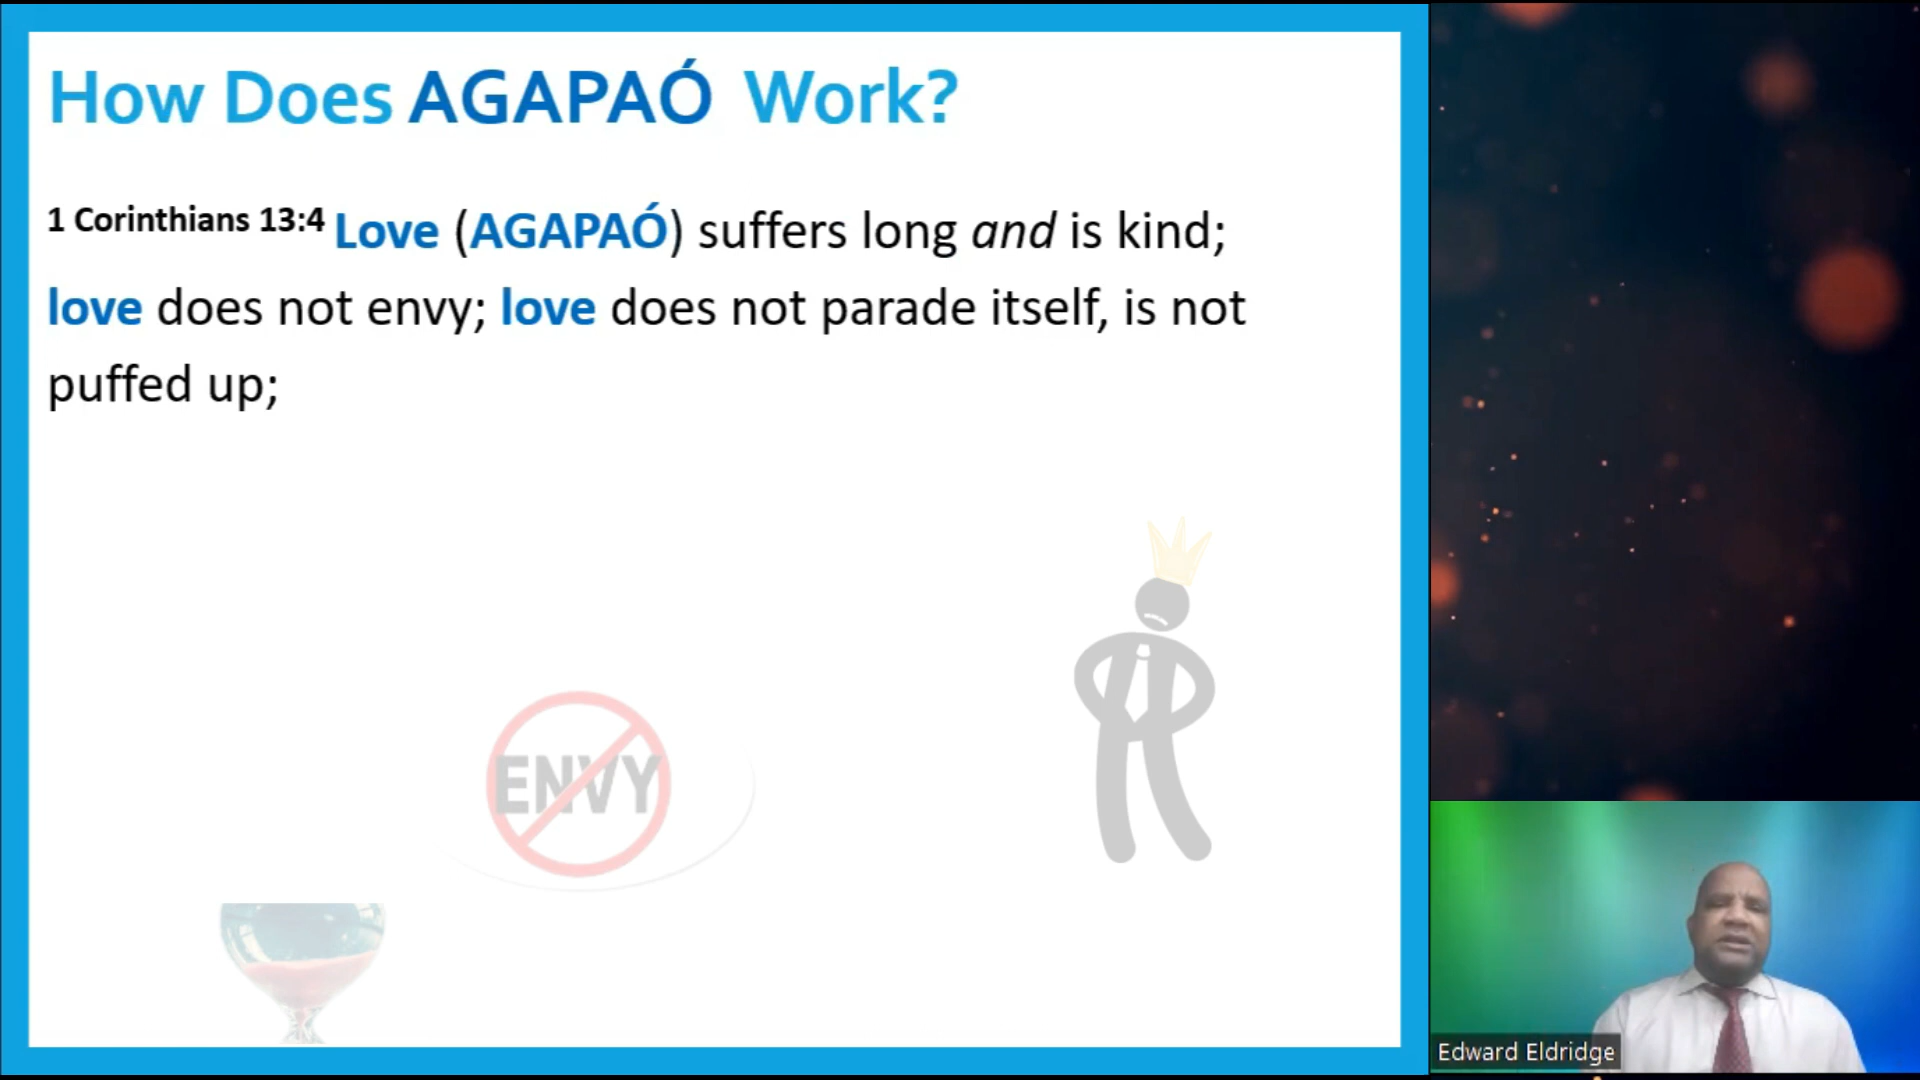 How Does AGAPAÓ Work?
1 Corinthians 13:4 Love (AGAPAÓ) suffers long and is kind;
love does not envy; love does not parade itself, is not
puffed up;
ENVY
Edward Eldridge